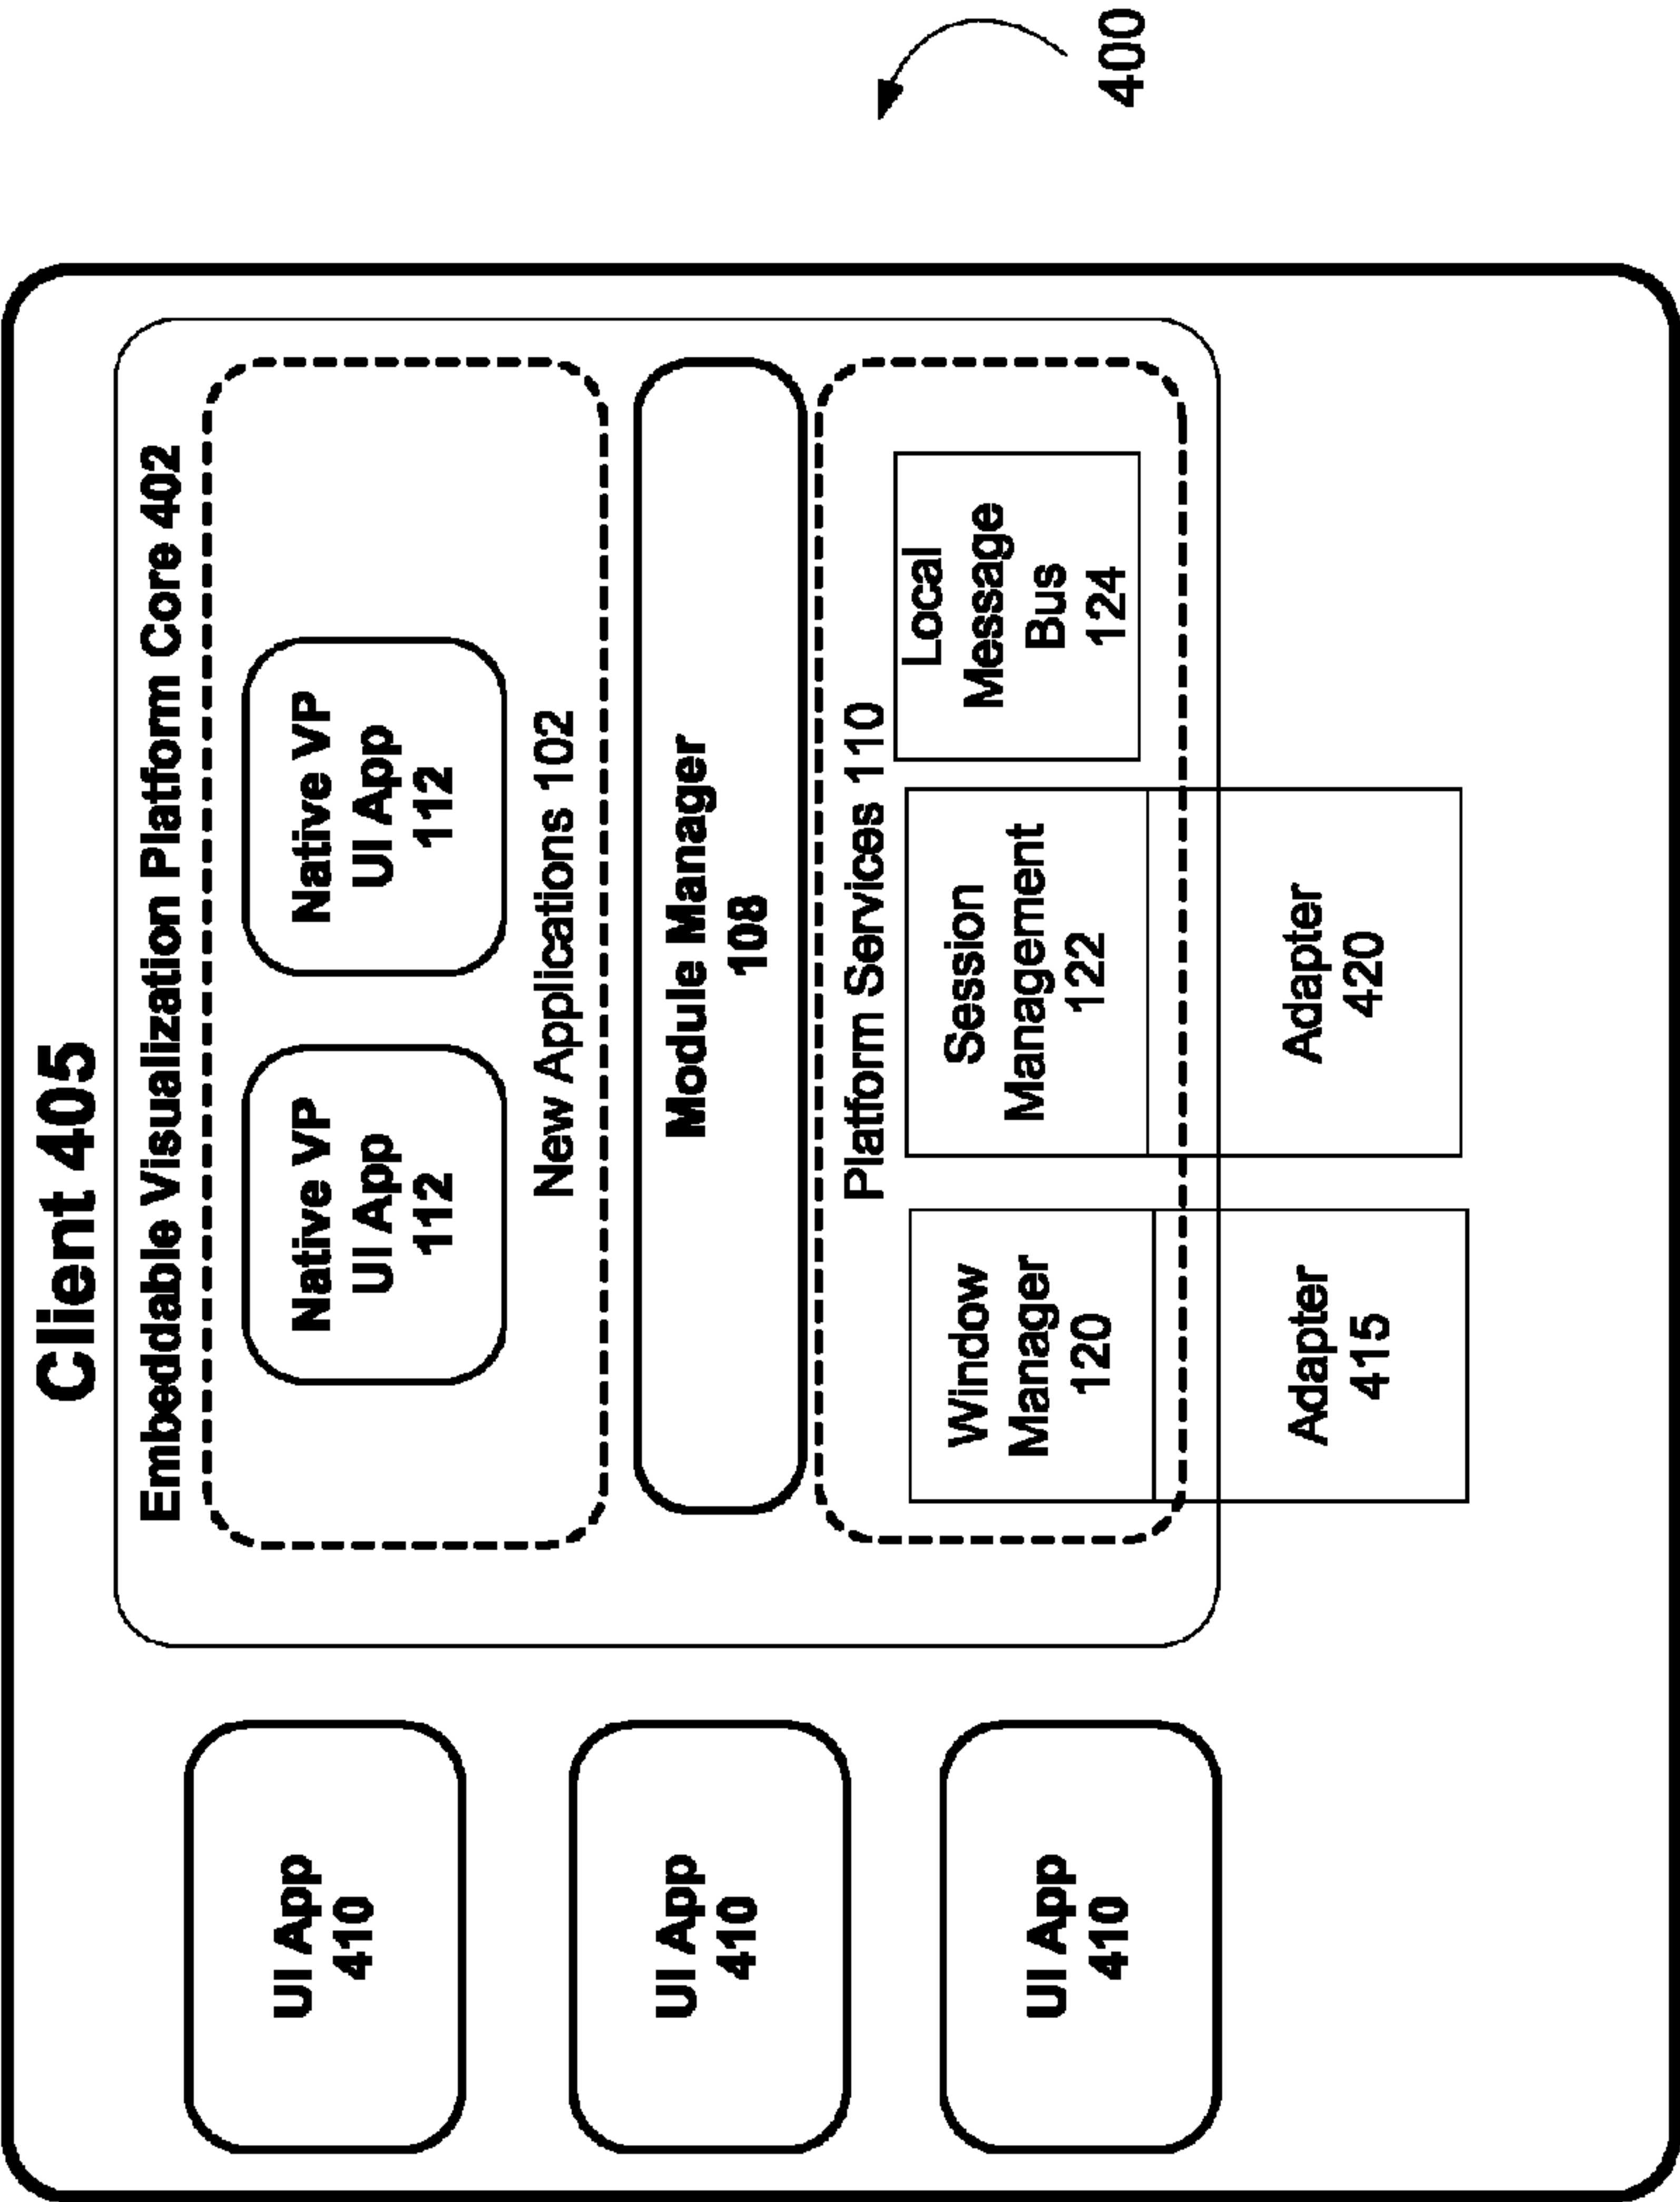 Client 405
Embeddable Visualization Platform Core 402
UI App
410
UI App
410
UI App
410
Native VP
UI App
112
Native VP
UI App
112
New Applications 102
Module Manager
108
Platform Services 110
Window
Manager
120
Session
Management
122
Local
Message
Bus
124
Adapter
415
Adapter
420
400